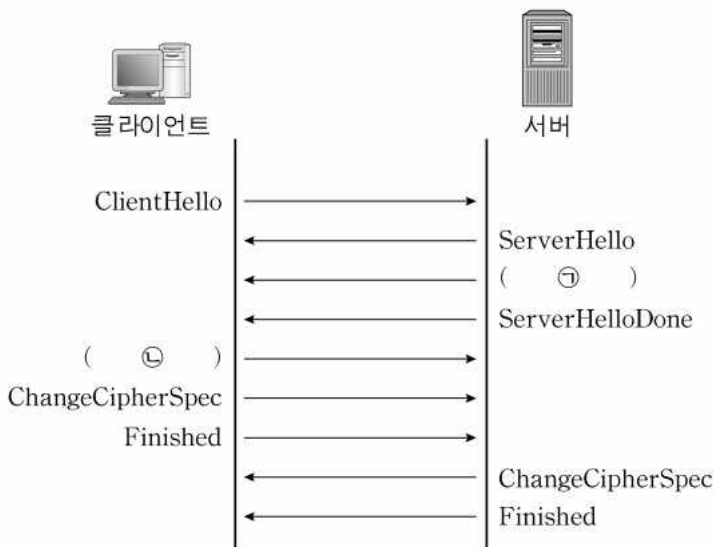 클라이언트
서버
ClientHello
ServerHello
( ㉠ )
ServerHelloDone
( ㉡ )
ChangeCipherSpec
Finished
ChangeCipherSpec
Finished